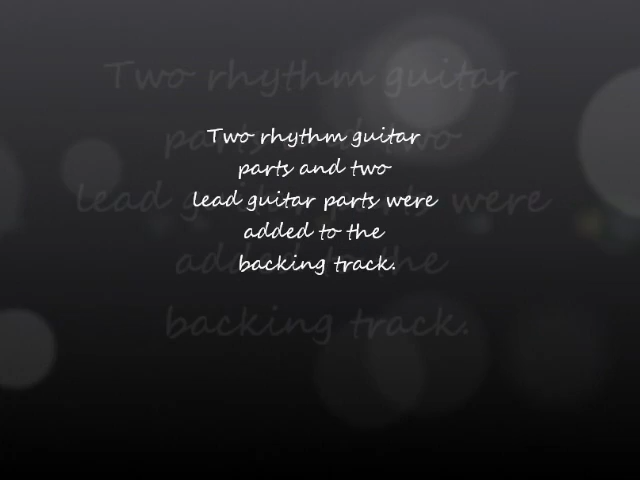 Two rhythm guitar
parts and two
lead guitar parts were
added to the
backing track.